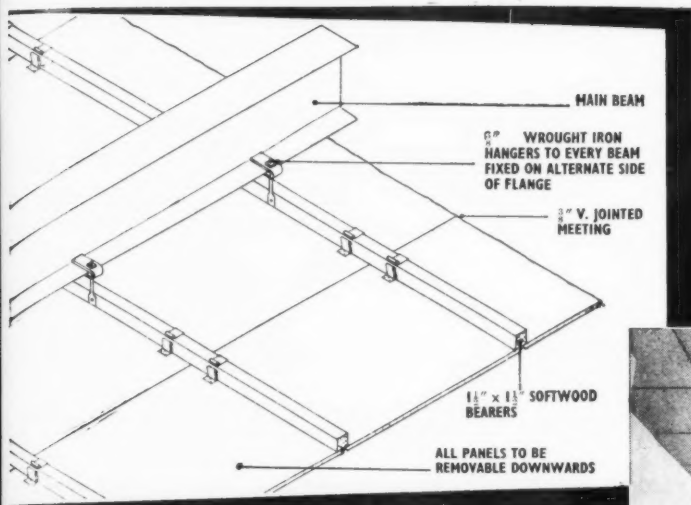 MAIN BEAM
WROUGHT IRON
HANGERS TO EVERY BEAM
FIXED ON ALTERNATE SIDE
OF FLANGE
V. JOINTED
MEETING
SOFTWOOD
BEARERS
ALL PANELS TO BE
REMOVABLE DOWNWARDS